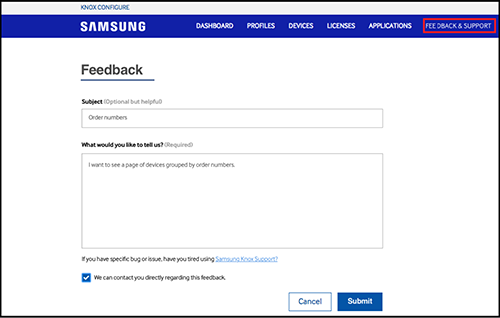 KNOX CONFIGURE
SAMSUNG DASHBOARD PROFILES DEVICES LICENSES APPLICATIONS FEEDBACK & SUPPORT
Feedback
Subject (Optional but helpful)
Order numbers
What would you like to tell us? (Required)
I want to see a page of devices grouped by order numbers.
If you have specific bug or issue, have you tired using Samsung Knox Support?
We can contact you directly regarding this feedback.
Cancel Submit